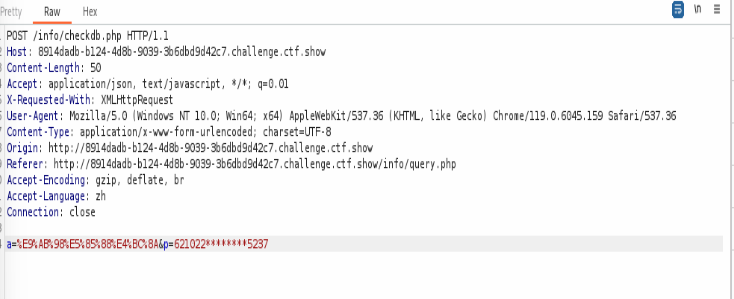 Pretty Raw Hex
\n
POST /info/checkdb.php HTTP/1.1
Host: 8914dadb-b124-4d8b-9039-3b6dbd9d42c7.challenge.ctf.show
Content-Length: 50
Accept: application/json, text/javascript, */*; q=0.01
X-Requested-With: XMLHttpRequest
User-Agent: Mozilla/5.0 (Windows NT 10.0; Win64; x64) AppleWebKit/537.36 (KHTML, like Gecko) Chrome/119.0.6045.159 Safari/537.36
Content-Type: application/x-www-form-urlencoded; charset=UTF-8
Origin: http://8914dadb-b124-4d8b-9039-3b6dbd9d42c7.challenge.ctf.show
Referer: http://8914dadb-b124-4d8b-9039-3b6dbd9d42c7.challenge.ctf.show/info/query.php
Accept-Encoding: gzip, deflate, br
Accept-Language: zh
Connection: close
a=%E9%AB%98%E5%85%88%E4%BC%8A&p=621022********5237